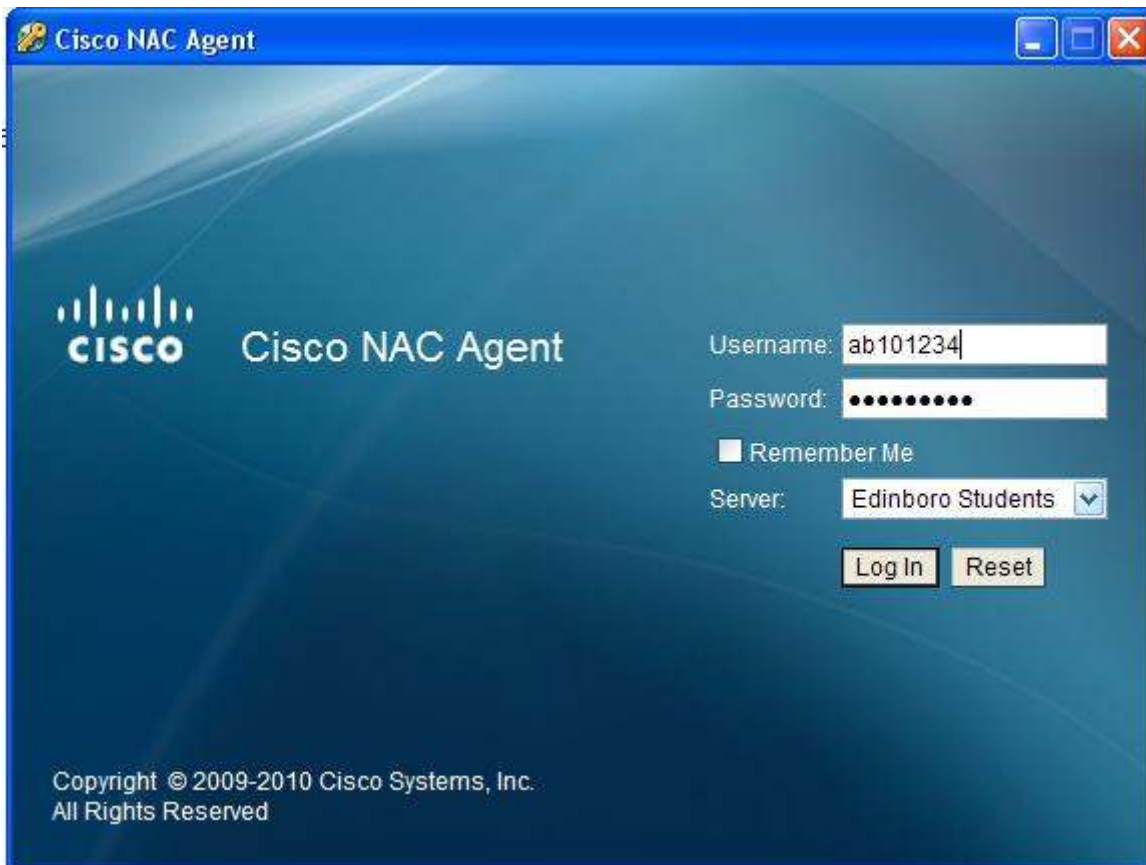 Cisco NAC Agent
CISCO
Cisco NAC Agent
Username: ab101234
Password: •••••••••
Remember Me
Server: Edinboro Students
Log In Reset
Copyright © 2009-2010 Cisco Systems, Inc.
All Rights Reserved